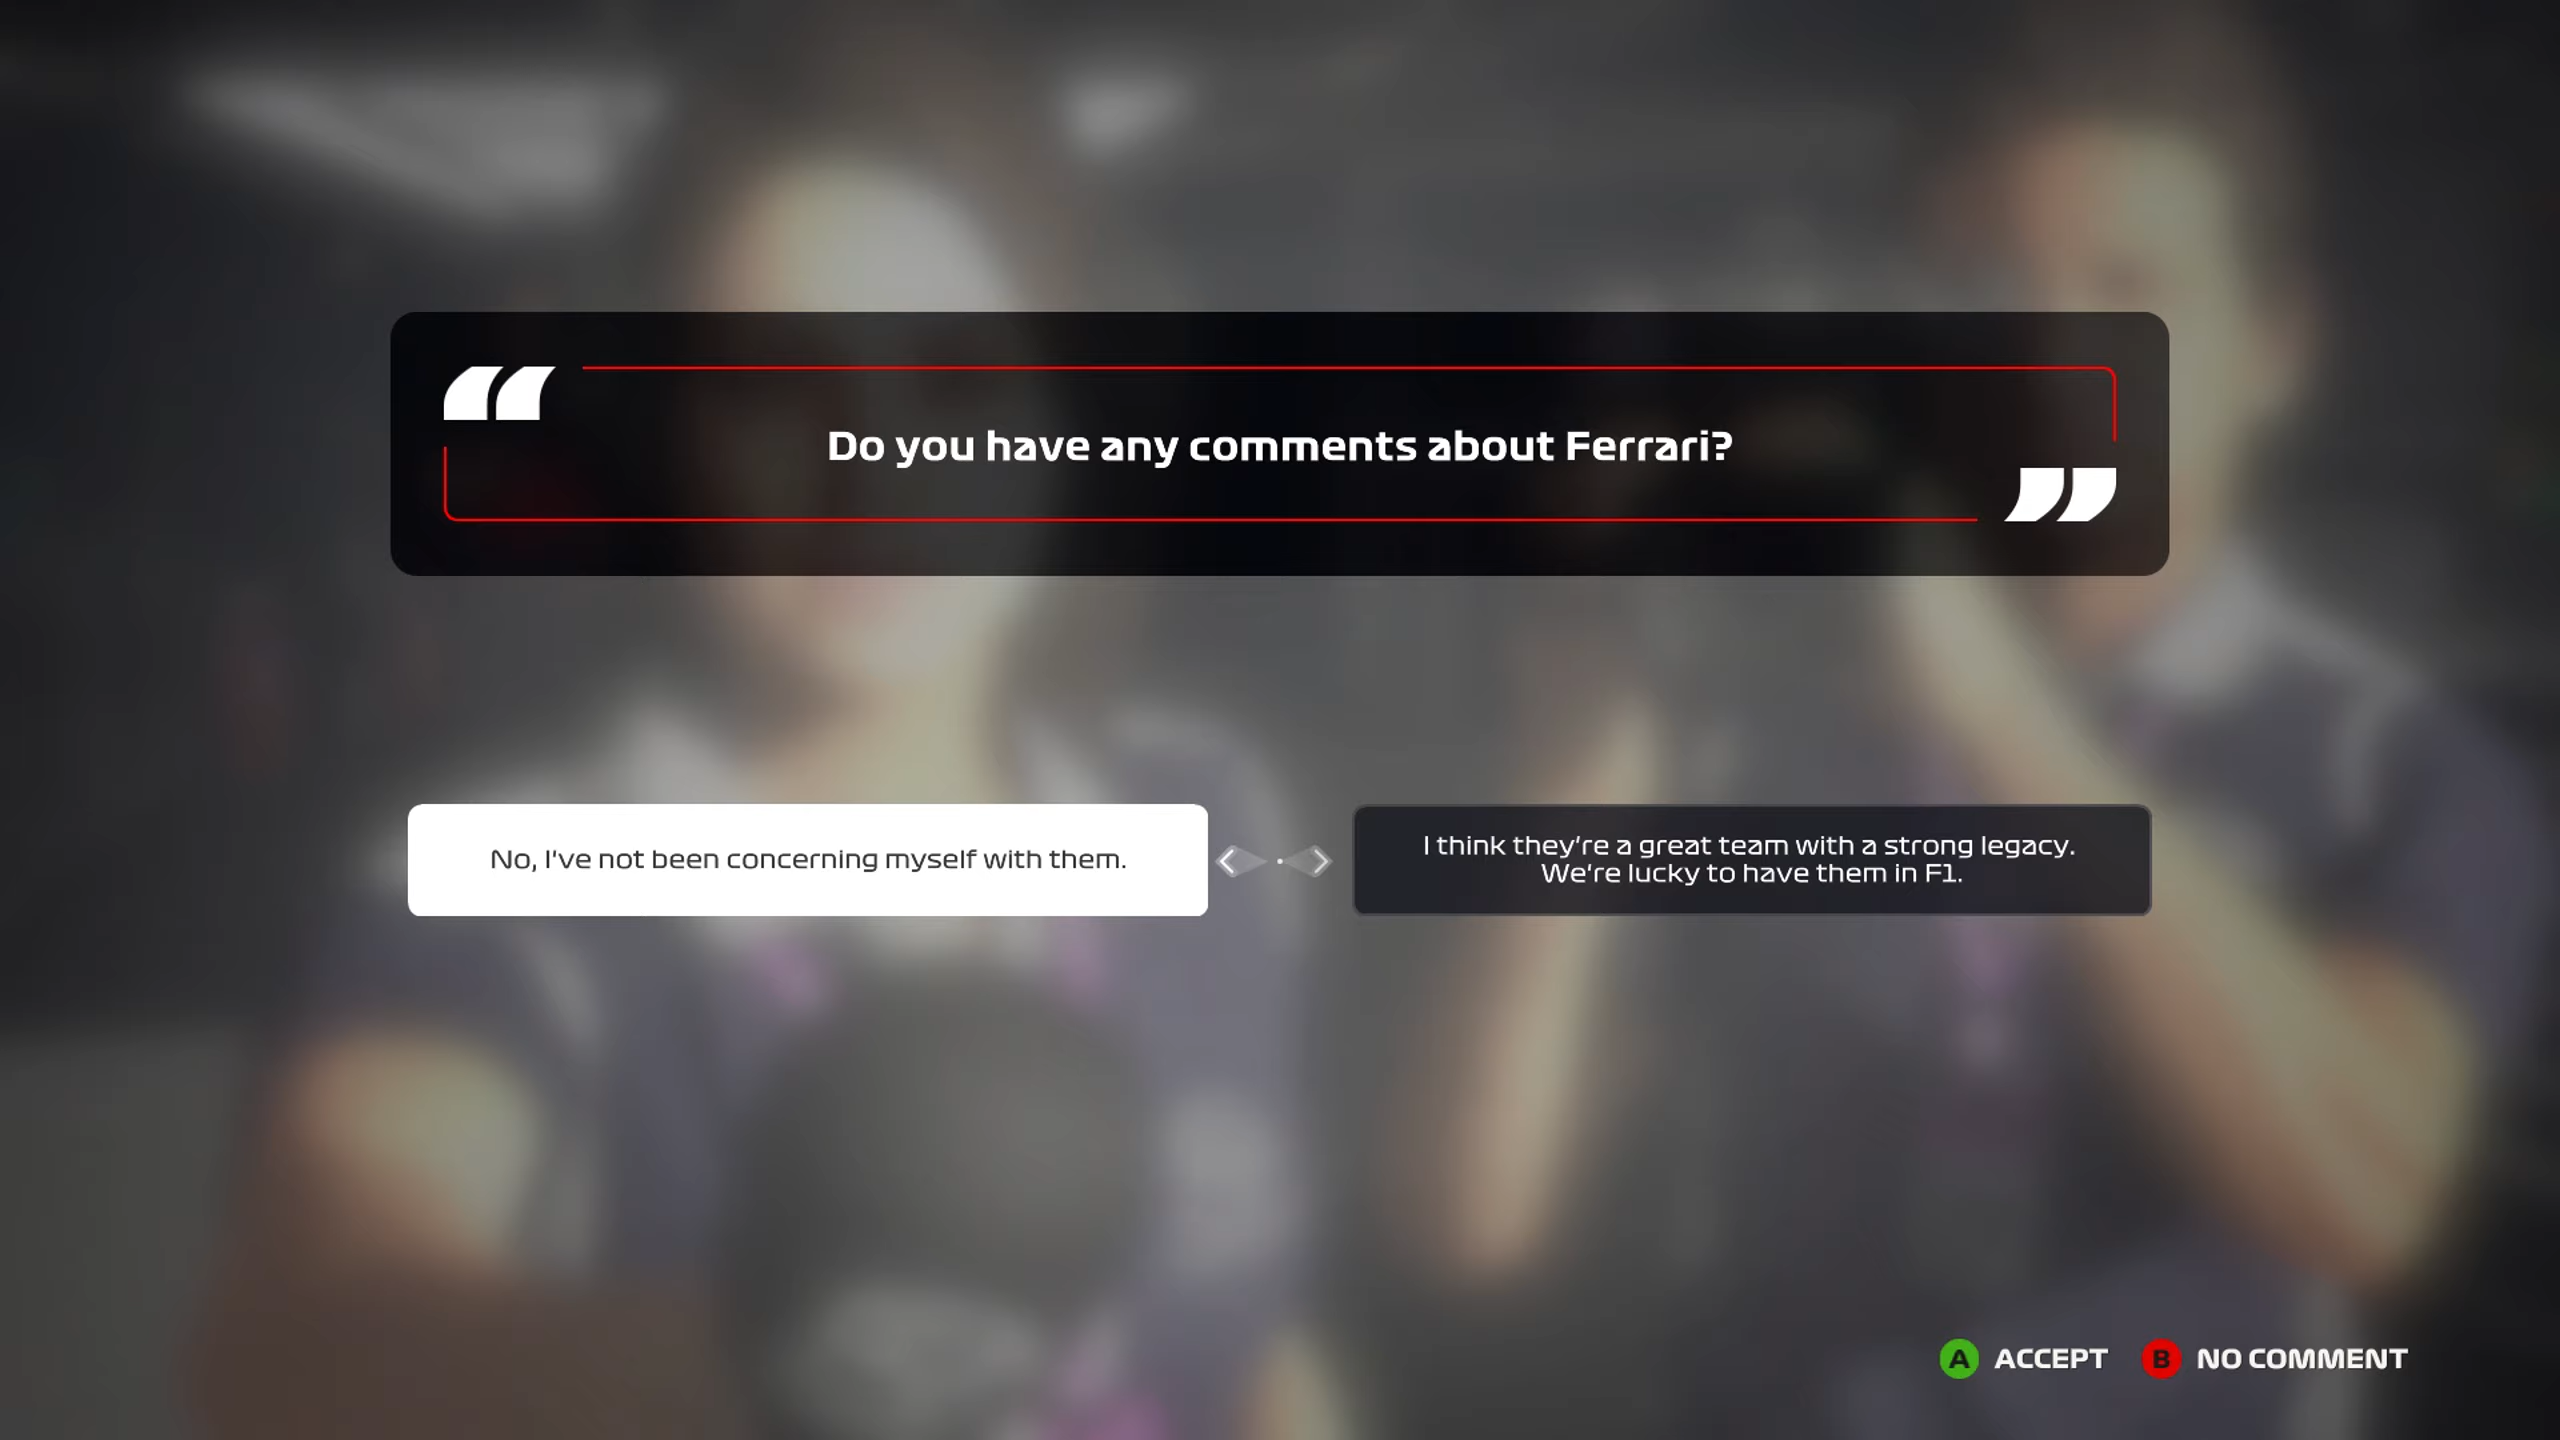 Do you have any comments about Ferrari?
No, I've not been concerning myself with them.
I think they're a great team with a strong legacy.
We're lucky to have them in F1.
A ACCEPT B NO COMMENT